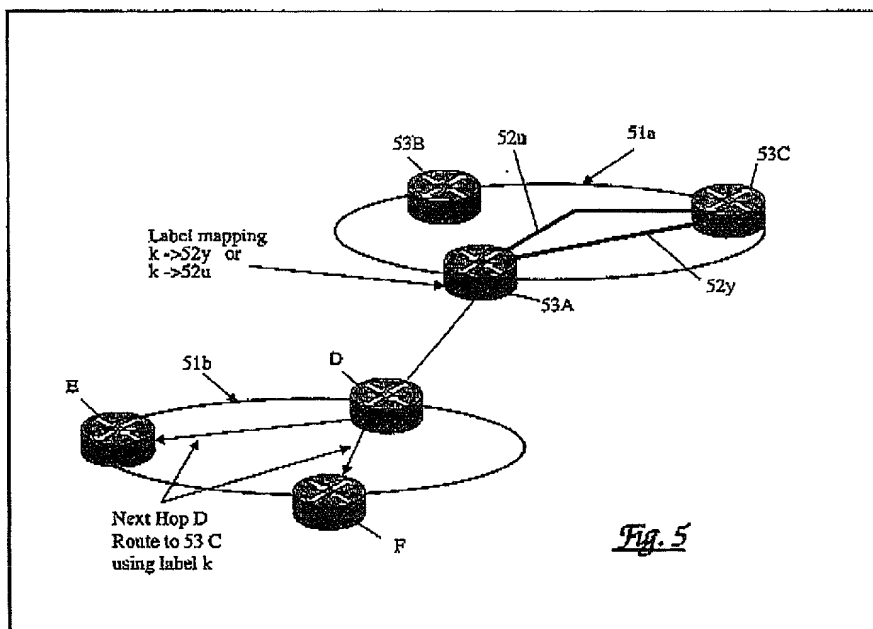 53B
52u
51a
53C
Label mapping
k ->52y or
k ->52u
52y
53A
51b
D
E
Next Hop D
Route to 53 C
using label k
F
Fig. 5